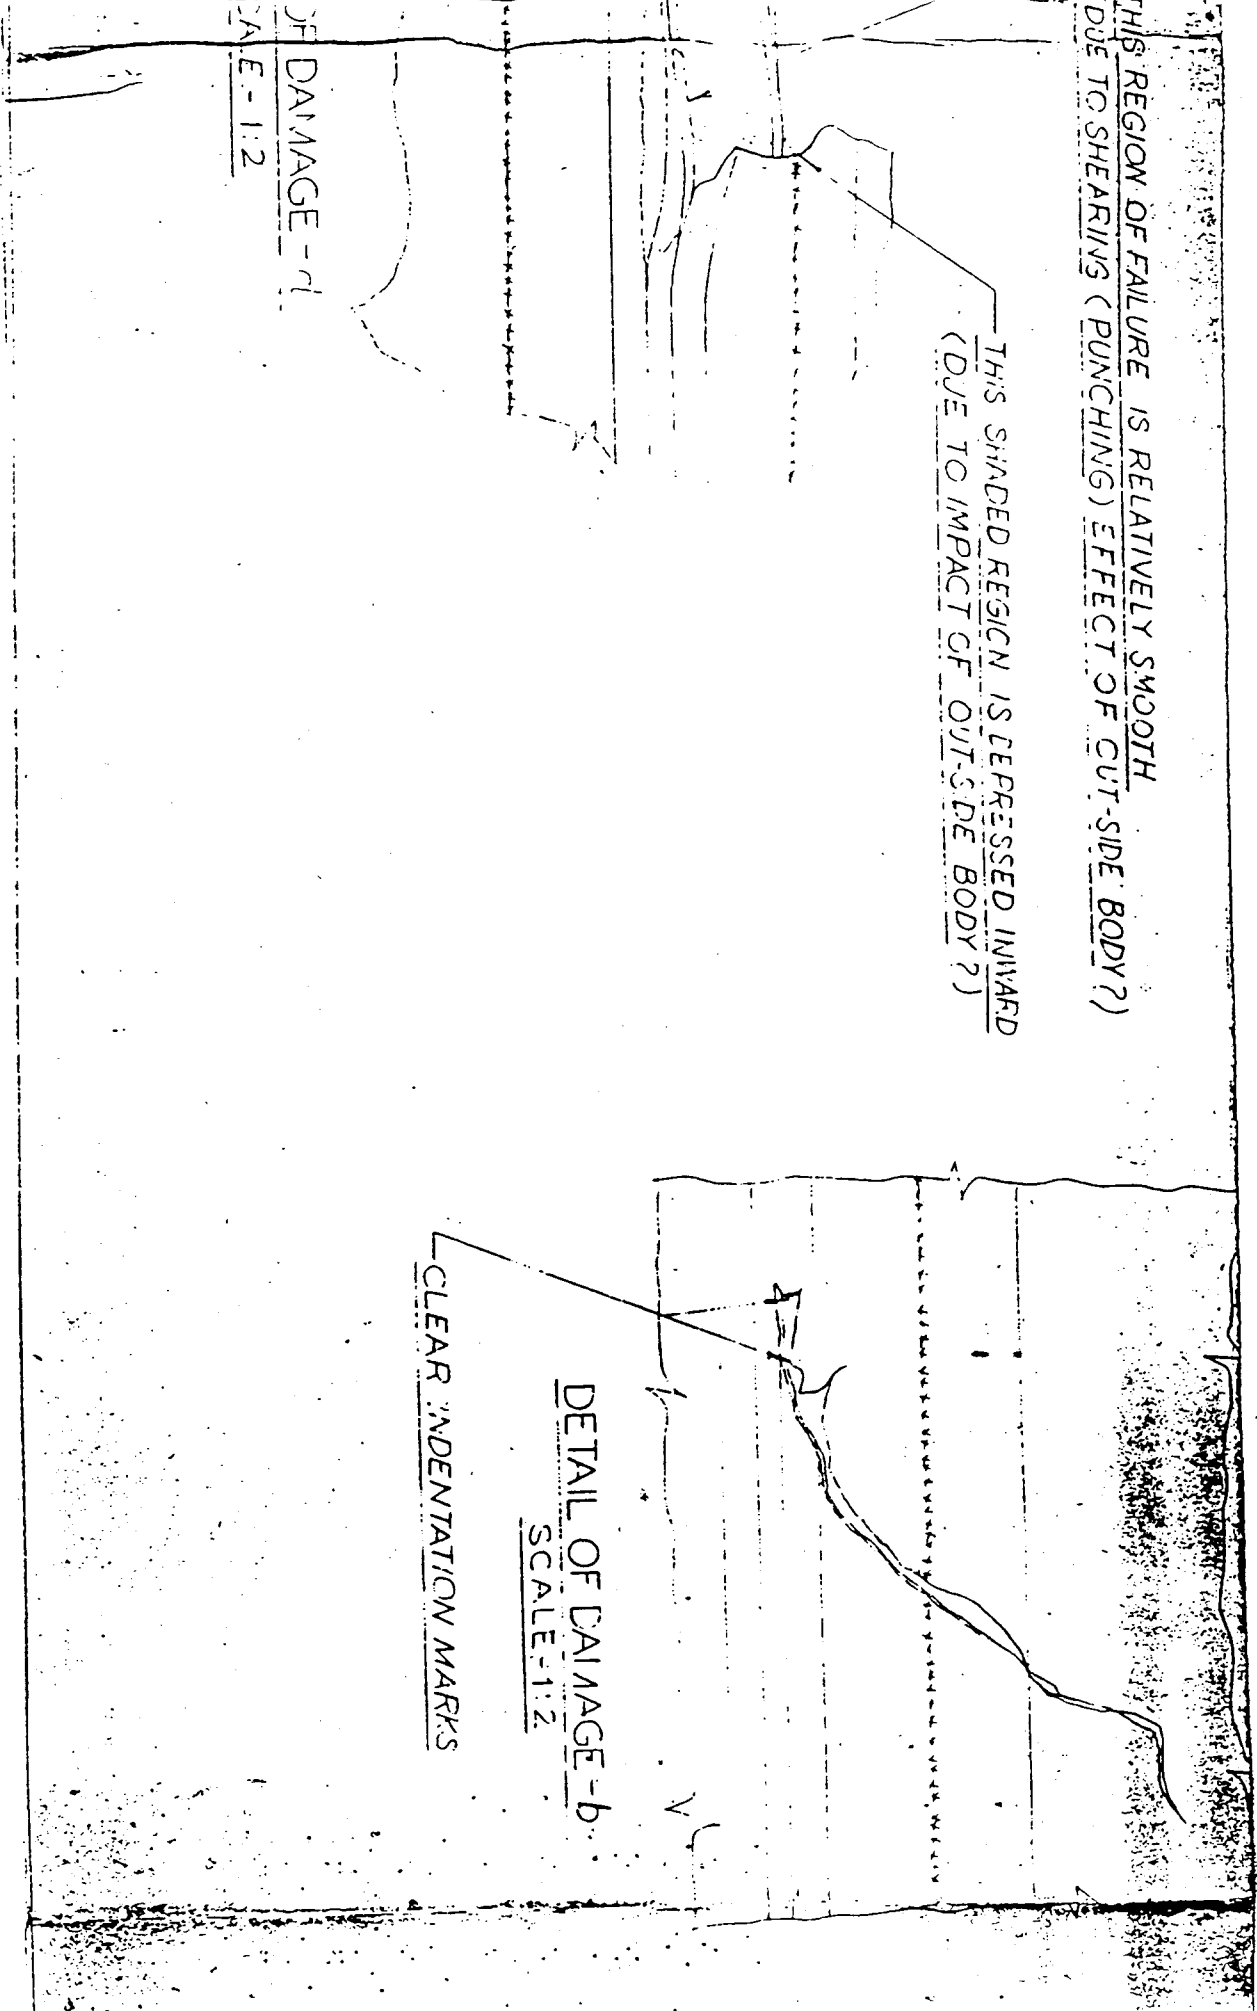 THIS REGION OF FAILURE IS RELATIVELY SMOOTH
(DUE TO SHEARING (PUNCHING) EFFECT OF OUT-SIDE BODY?)
THIS SHADED REGION IS DEPRESSED INWARD
(DUE TO IMPACT OF OUT-SIDE BODY?)
OF DAMAGE-d
ALE-1:2
DETAIL OF DAMAGE-b
SCALE-1:2
CLEAR INDENTATION MARKS